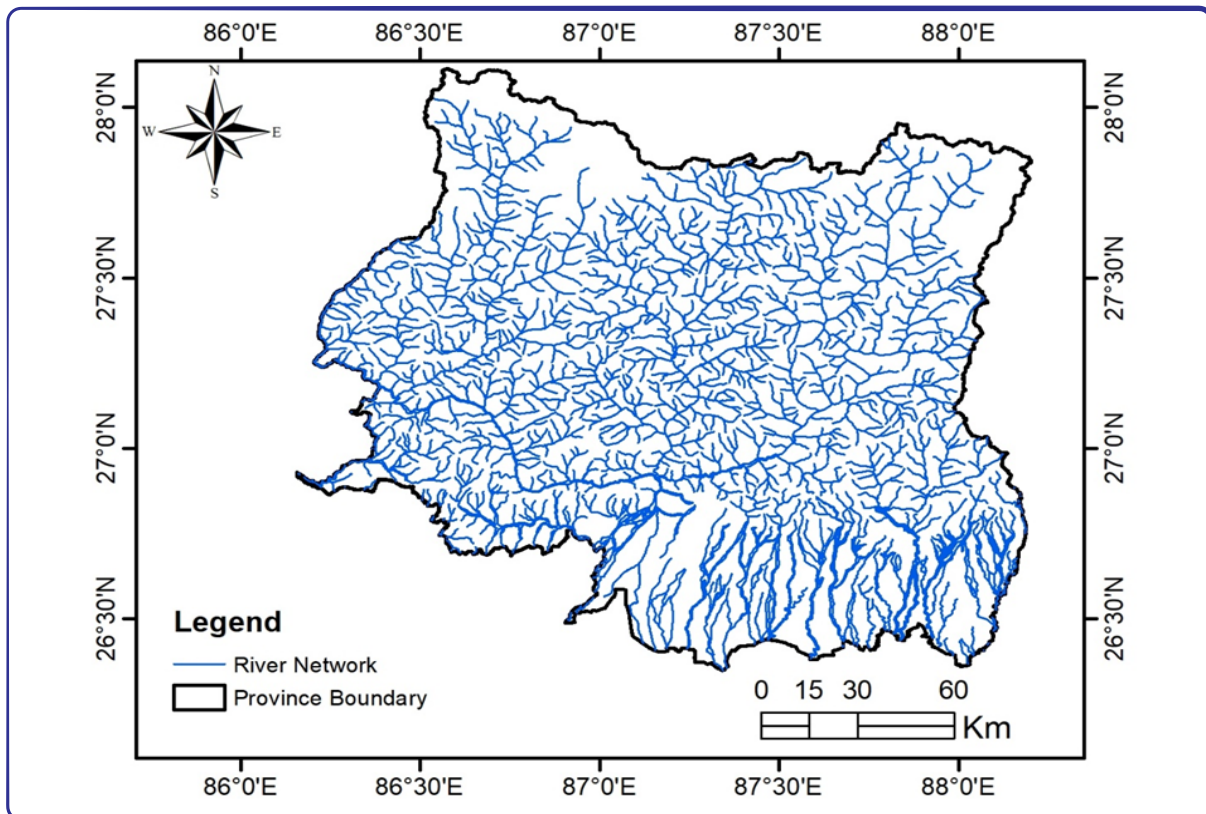 86°0'E 86°30'E 87°0'E 87°30'E 88°0'E
N
W E
S
28°0'N 28°0'N
27°30'N 27°30'N
27°0'N 27°0'N
26°30'N 26°30'N
Legend
River Network
Province Boundary
0 15 30 60
Km
86°0'E 86°30'E 87°0'E 87°30'E 88°0'E